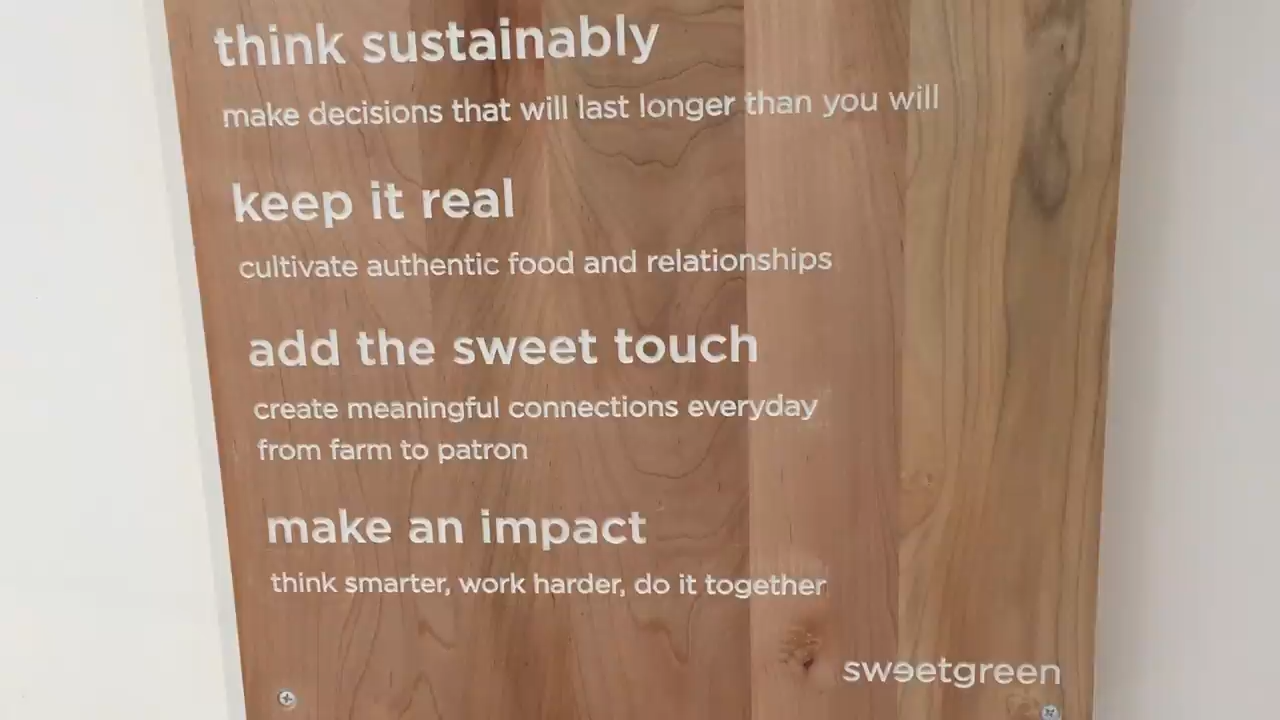 think sustainably
make decisions that will last longer than you will
keep it real
cultivate authentic food and relationships
add the sweet touch
create meaningful connections everyday
from farm to patron
make an impact
think smarter, work harder, do it together
sweetgreen